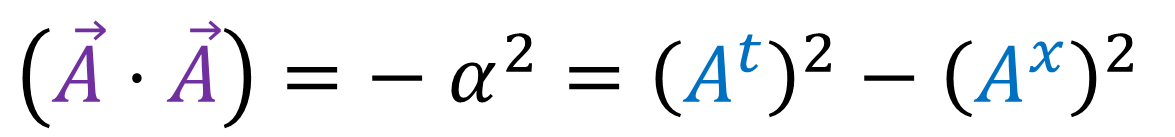 (A⃗ · A⃗) = − α² = (Aᵗ)² − (Aˣ)²